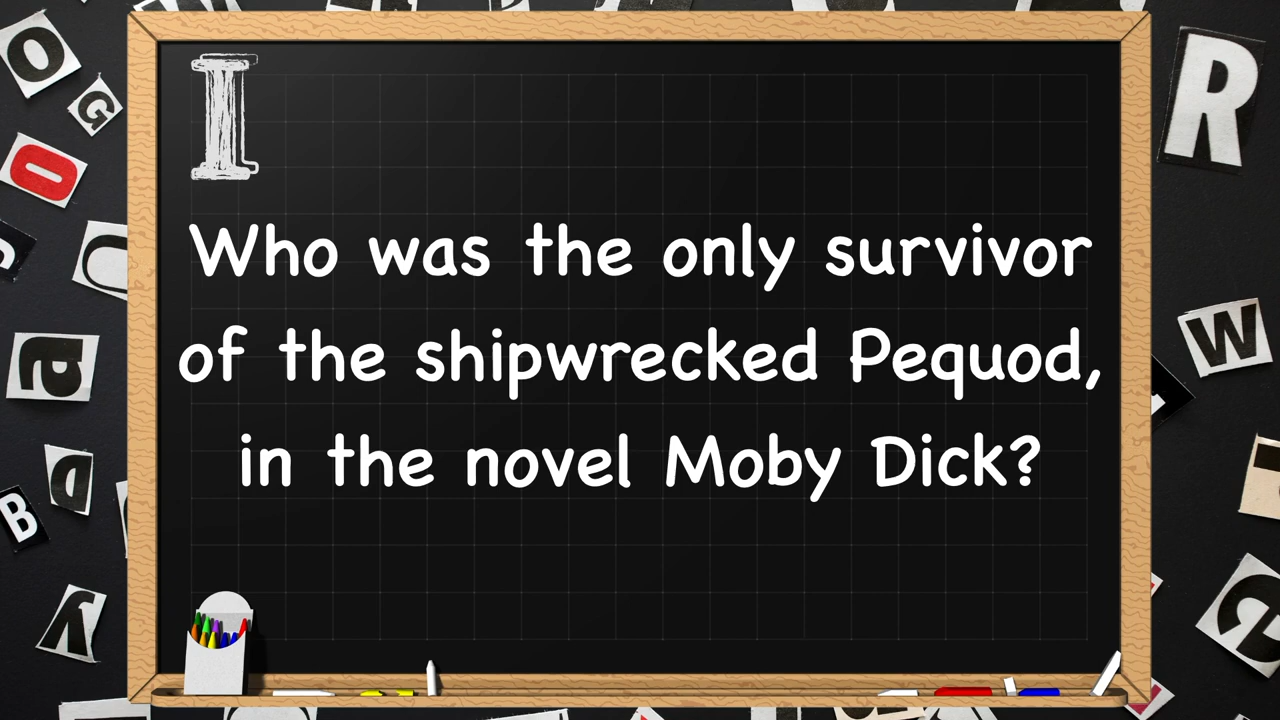 I
Who was the only survivor
of the shipwrecked Pequod,
in the novel Moby Dick?
O
G
O
a
D
B
y
R
W
G